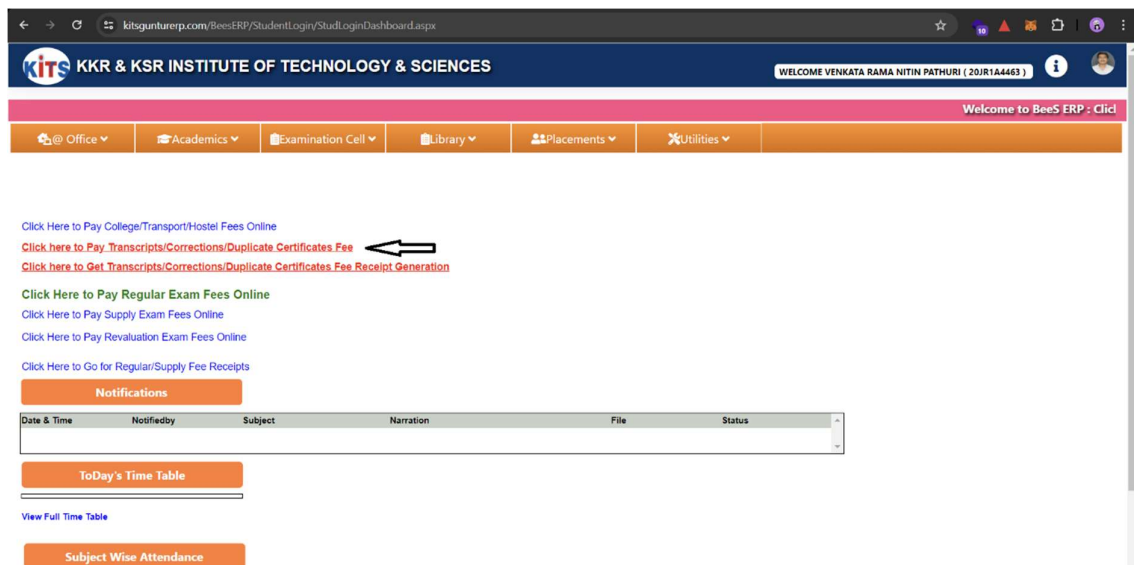 kitsgunturerp.com/BeesERP/StudentLogin/StudLoginDashboard.aspx
10
KiTS KKR & KSR INSTITUTE OF TECHNOLOGY & SCIENCES
WELCOME VENKATA RAMA NITIN PATHURI ( 20JR1A4463 )
i
Welcome to BeeS ERP : Clicl
@ Office
Academics
Examination Cell
Library
Placements
Utilities
Click Here to Pay College/Transport/Hostel Fees Online
Click here to Pay Transcripts/Corrections/Duplicate Certificates Fee
Click here to Get Transcripts/Corrections/Duplicate Certificates Fee Receipt Generation
Click Here to Pay Regular Exam Fees Online
Click Here to Pay Supply Exam Fees Online
Click Here to Pay Revaluation Exam Fees Online
Click Here to Go for Regular/Supply Fee Receipts
Notifications
Date & Time Notifiedby Subject Narration File Status
ToDay's Time Table
View Full Time Table
Subject Wise Attendance